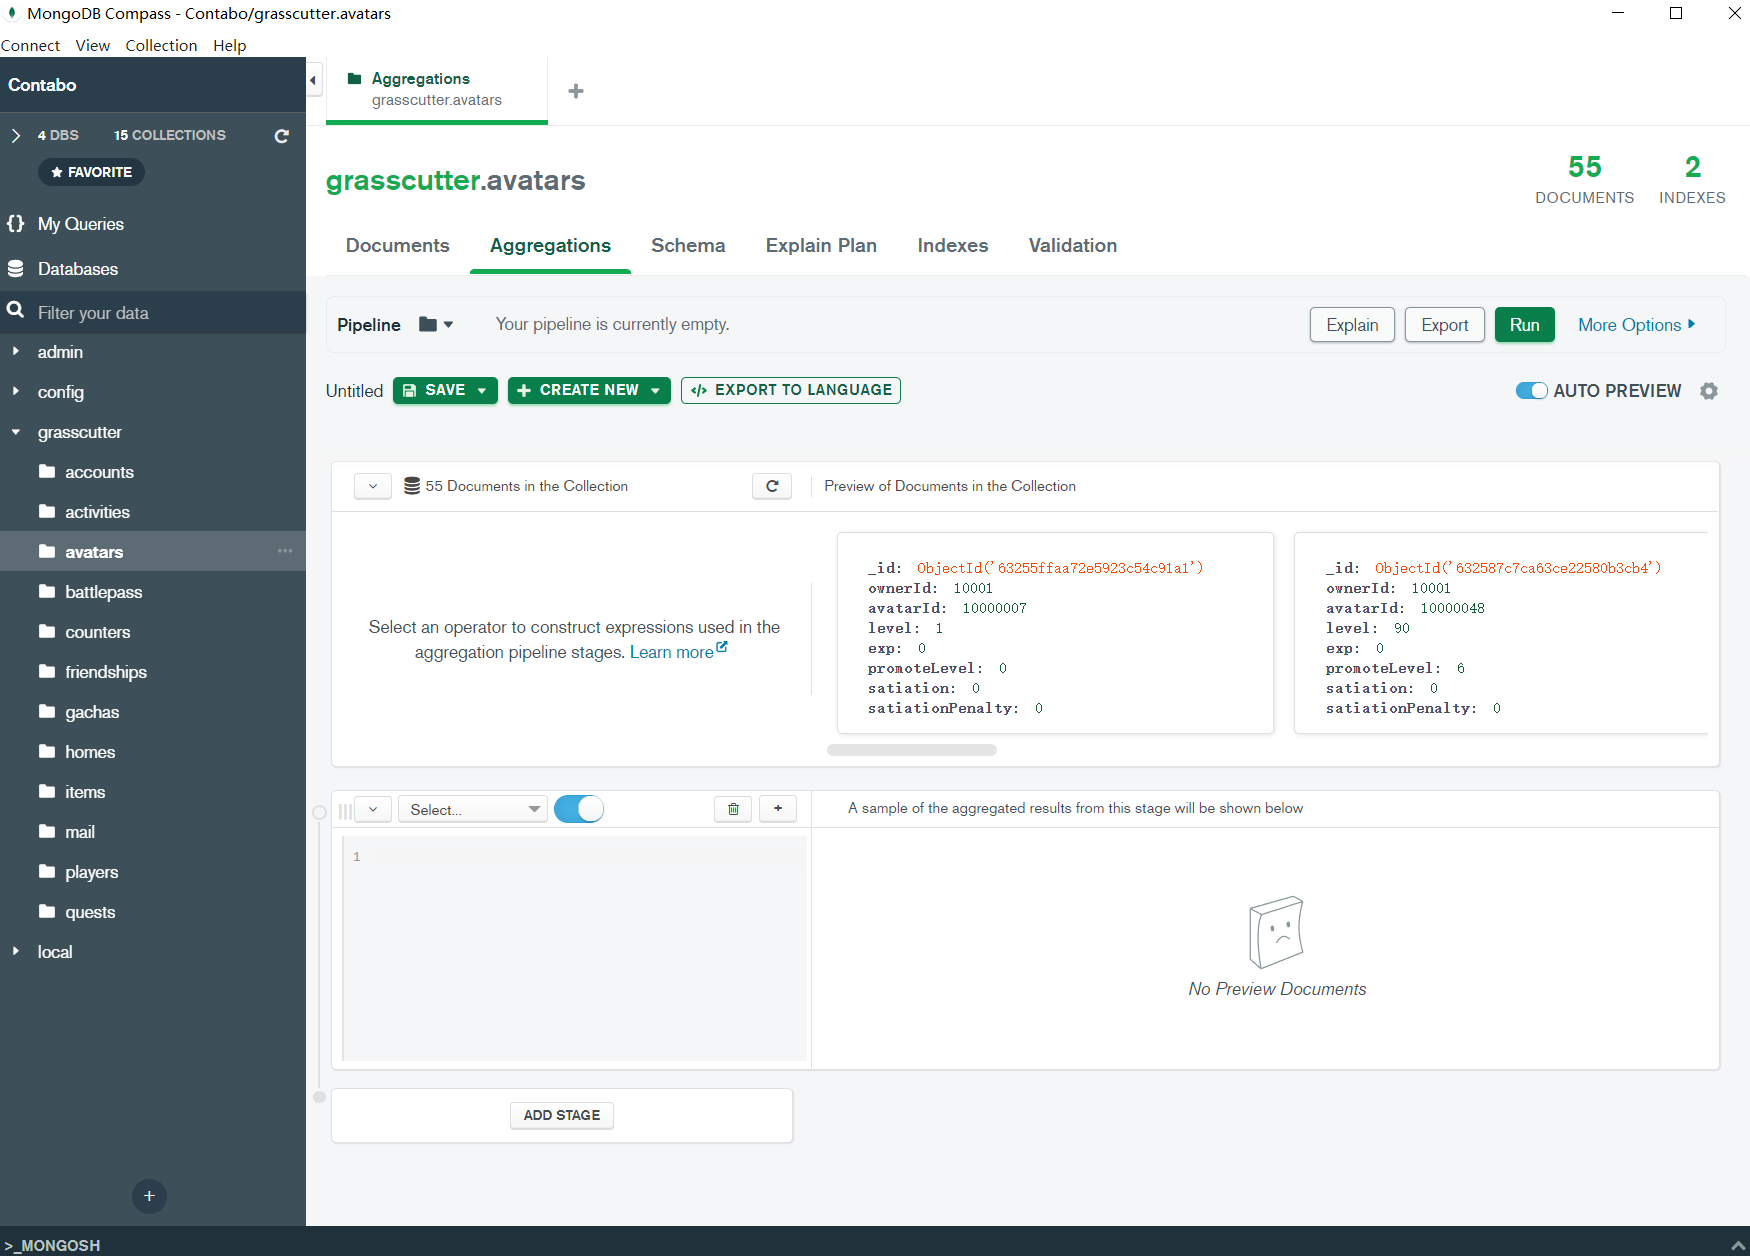 MongoDB Compass - Contabo/grasscutter.avatars
Connect View Collection Help
Contabo
4 DBS 15 COLLECTIONS
FAVORITE
My Queries
Databases
Filter your data
admin
config
grasscutter
accounts
activities
avatars
battlepass
counters
friendships
gachas
homes
items
mail
players
quests
local
>_MONGOSH
Aggregations
grasscutter.avatars
grasscutter.avatars
55 DOCUMENTS
2 INDEXES
Documents Aggregations Schema Explain Plan Indexes Validation
Pipeline Your pipeline is currently empty. Explain Export Run More Options
Untitled SAVE CREATE NEW EXPORT TO LANGUAGE AUTO PREVIEW
55 Documents in the Collection
Preview of Documents in the Collection
Select an operator to construct expressions used in the
aggregation pipeline stages. Learn more
_id: ObjectId('63255ffaa72e5923c54c91a1')
ownerId: 10001
avatarId: 10000007
level: 1
exp: 0
promoteLevel: 0
satiation: 0
satiationPenalty: 0
_id: ObjectId('632587c7ca63ce22580b3cb4')
ownerId: 10001
avatarId: 10000048
level: 90
exp: 0
promoteLevel: 6
satiation: 0
satiationPenalty: 0
Select...
A sample of the aggregated results from this stage will be shown below
1
No Preview Documents
ADD STAGE